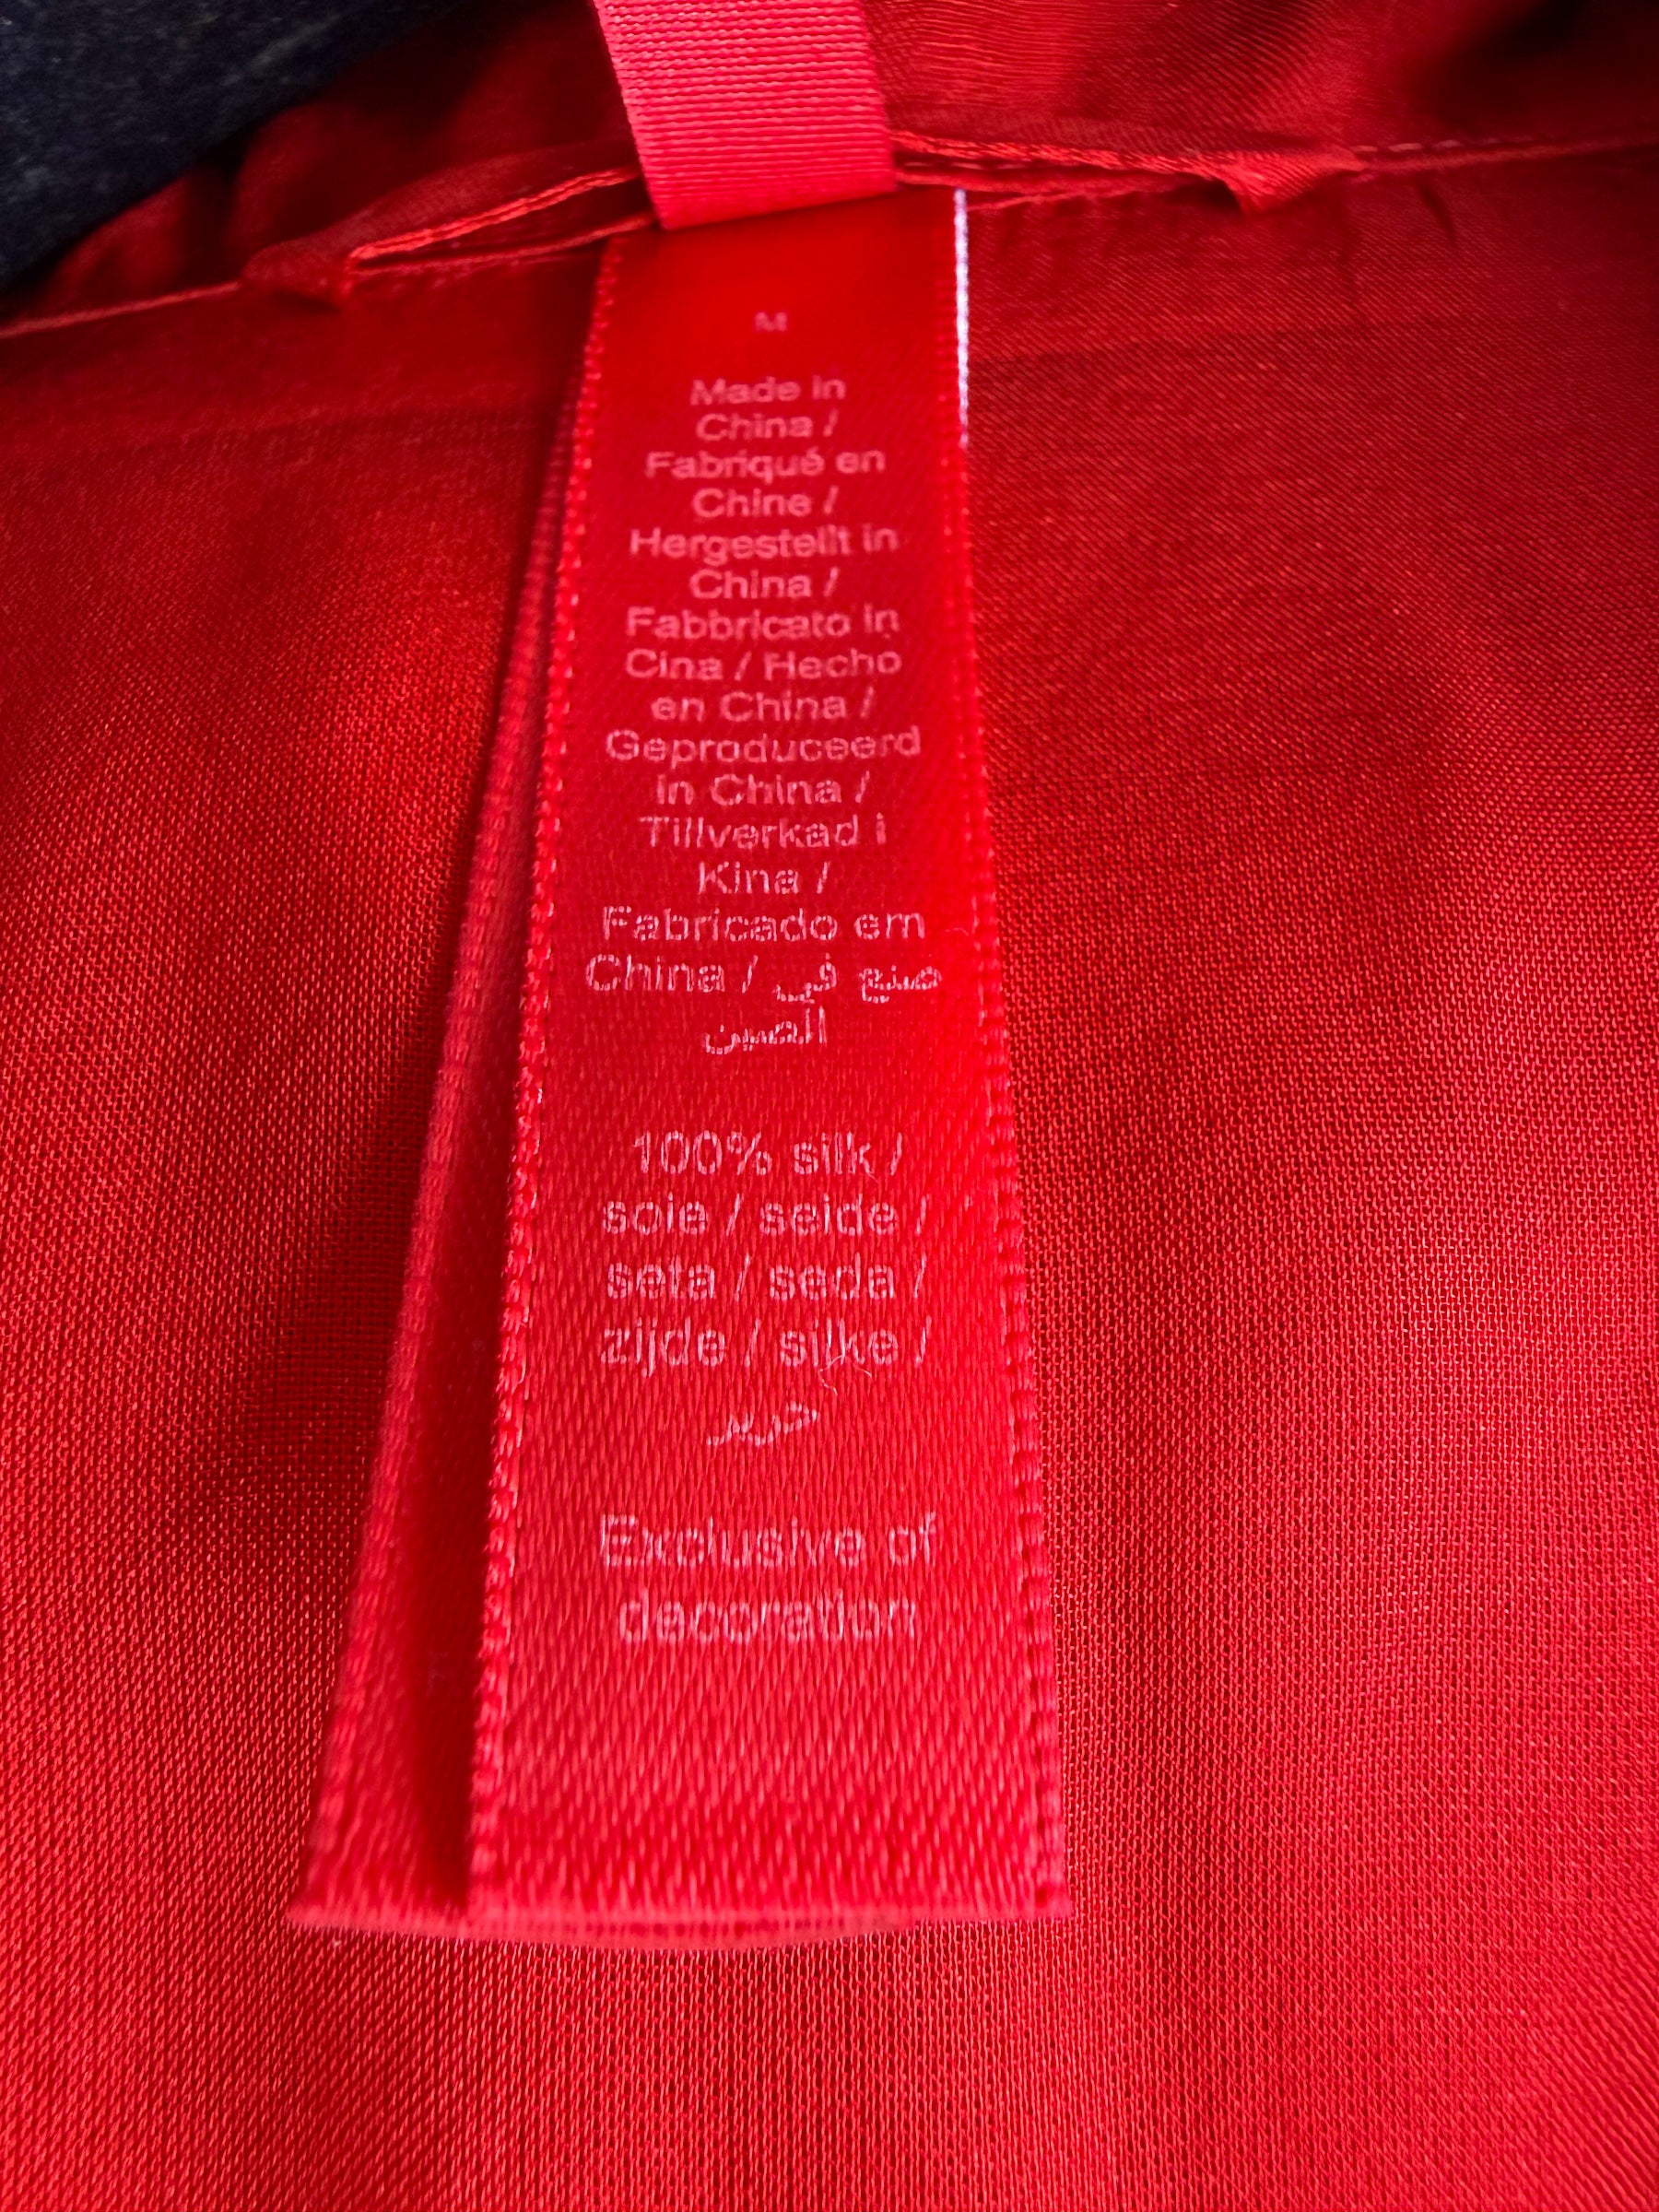 M
Made in
China /
Fabriqué en
Chine /
Hergestellt in
China /
Fabbricato in
Cina / Hecho
en China /
Geproduceerd
in China /
Tillverkad i
Kina /
Fabricado em
China / صنع في
الصين
100% silk /
soie / seide /
seta / seda /
zijde / silke /
حرير
Exclusive of
decoration